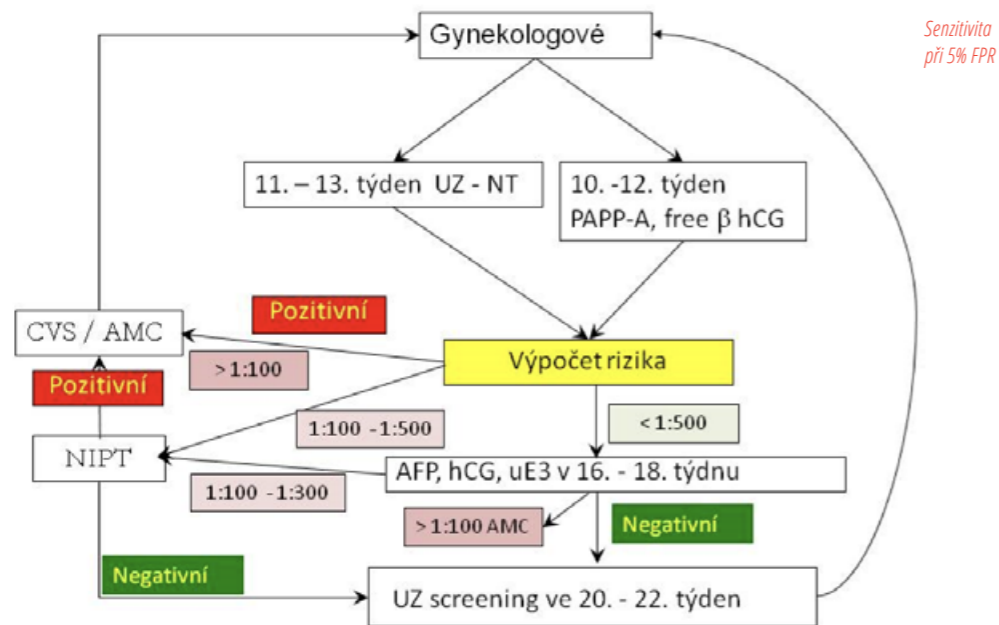 Gynekologové
Senzitivita
při 5% FPR
11. – 13. týden UZ - NT
10. -12. týden
PAPP-A, free β hCG
Pozitivní
CVS / AMC
Výpočet rizika
> 1:100
Pozitivní
1:100 -1:500
< 1:500
NIPT
AFP, hCG, uE3 v 16. - 18. týdnu
1:100 -1:300
> 1:100 AMC
Negativní
Negativní
UZ screening ve 20. - 22. týden